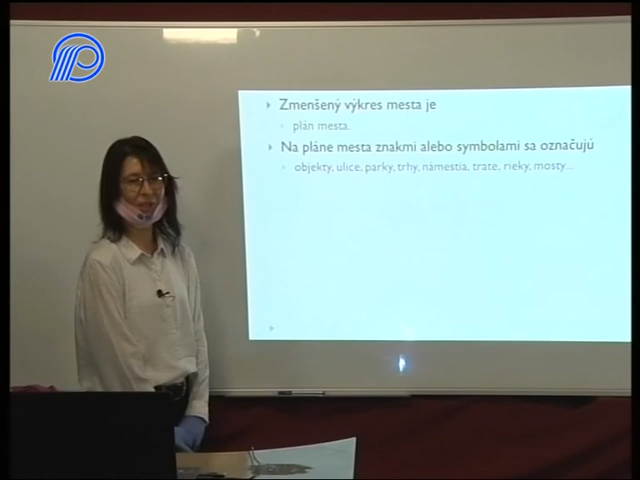 Zmenšený výkres mesta je
plán mesta.
Na pláne mesta znakmi alebo symbolami sa označujú
objekty, ulice, parky, trhy, námestia, trate, rieky, mosty...